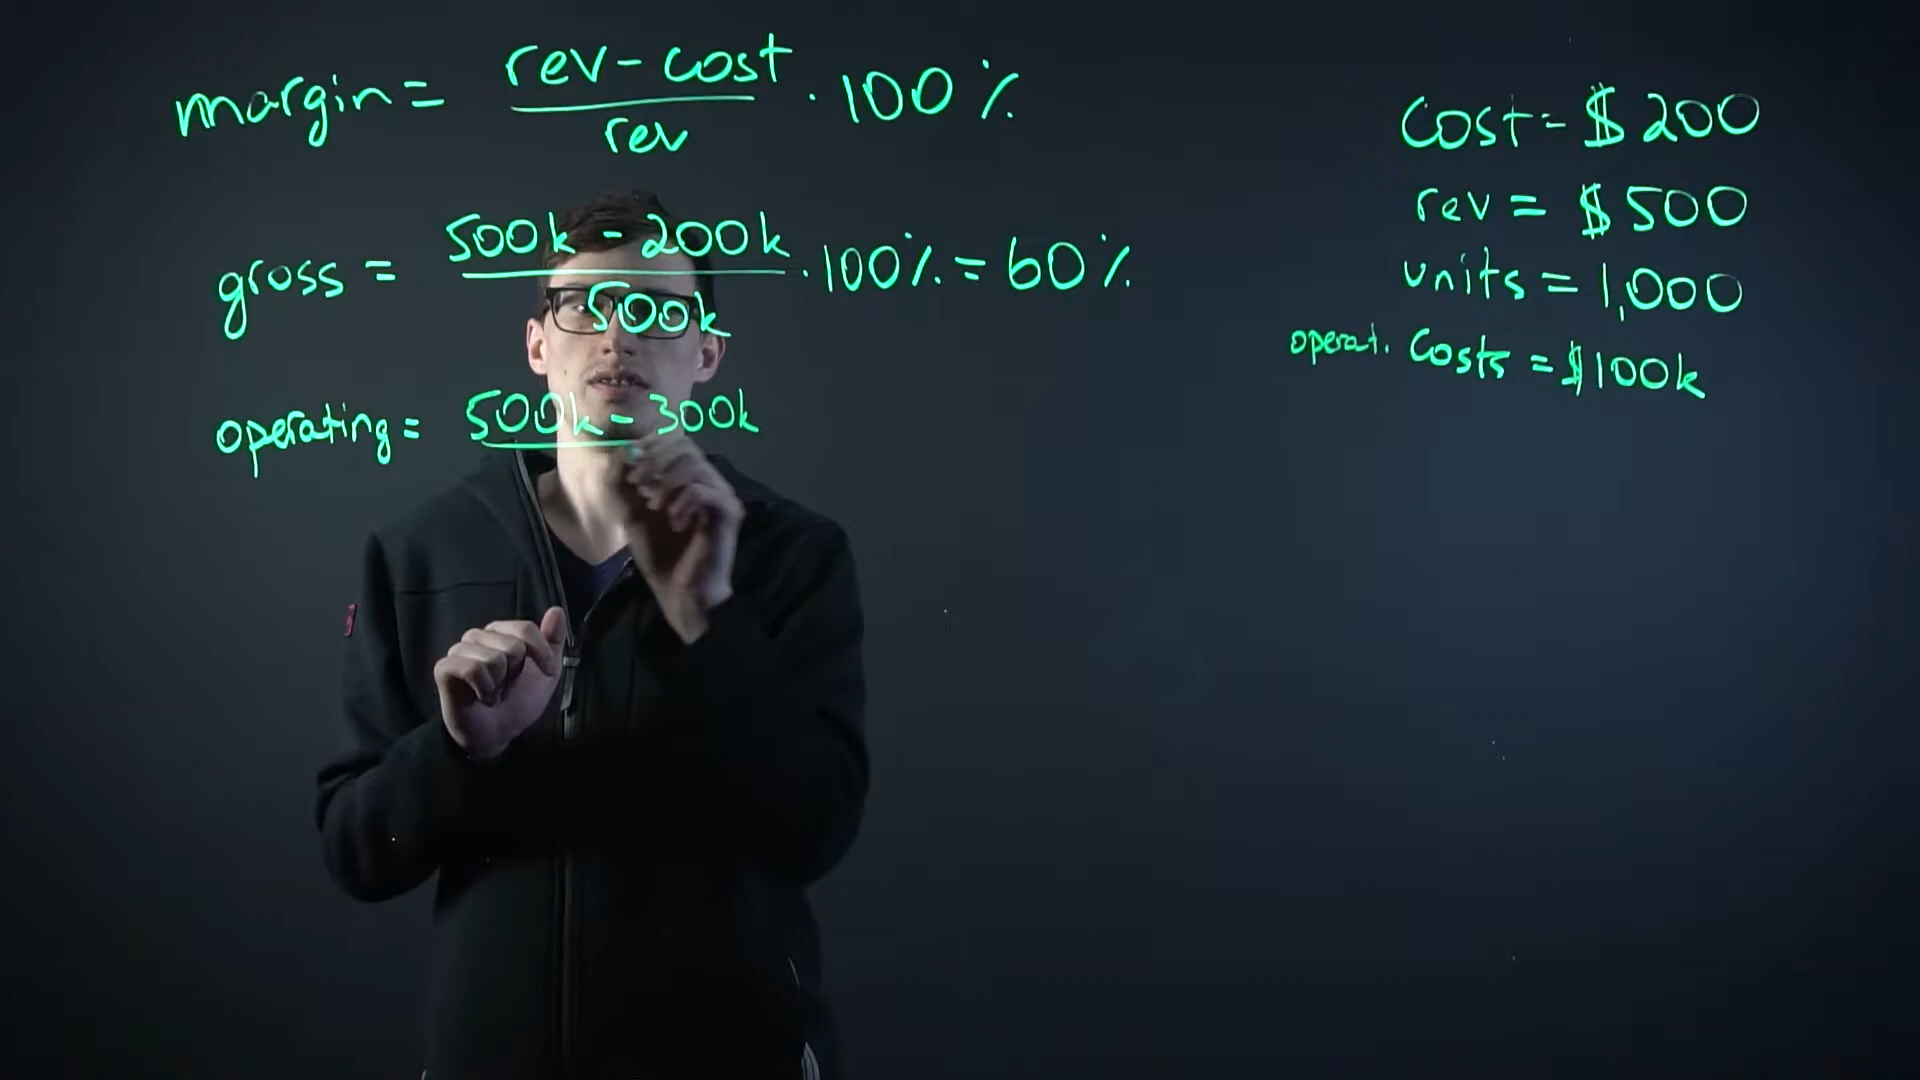 margin = rev - cost / rev · 100%
gross = 500k - 200k / 500k · 100% = 60%
operating = 500k - 300k
Cost = $200
rev = $500
units = 1,000
operat. Costs = $100k